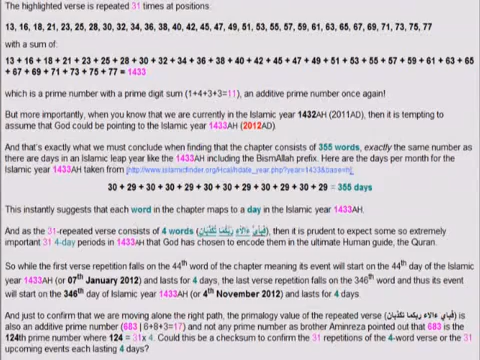 The highlighted verse is repeated 31 times at positions:
13, 16, 18, 21, 23, 25, 28, 30, 32, 34, 36, 38, 40, 42, 45, 47, 49, 51, 53, 55, 57, 59, 61, 63, 65, 67, 69, 71, 73, 75, 77
with a sum of:
13 + 16 + 18 + 21 + 23 + 25 + 28 + 30 + 32 + 34 + 36 + 38 + 40 + 42 + 45 + 47 + 49 + 51 + 53 + 55 + 57 + 59 + 61 + 63 + 65
+ 67 + 69 + 71 + 73 + 75 + 77 = 1433
which is a prime number with a prime digit sum (1+4+3+3=11), an additive prime number once again!
But more importantly, when you know that we are currently in the Islamic year 1432AH (2011AD), then it is tempting to
assume that God could be pointing to the Islamic year 1433AH (2012AD).
And that's exactly what we must conclude when finding that the chapter consists of 355 words, exactly the same number as
there are days in an Islamic leap year like the 1433AH including the BismAllah prefix. Here are the days per month for the
Islamic year 1433AH taken from [http://www.islamicfinder.org/Hcal/hdate_year.php?year=1433&base=h],
30 + 29 + 30 + 29 + 30 + 30 + 29 + 30 + 29 + 30 + 29 + 30 = 355 days
This instantly suggests that each word in the chapter maps to a day in the Islamic year 1433AH.
And as the 31-repeated verse consists of 4 words (فَبِأَيِّ ءَالَاءِ رَبِّكُمَا تُكَذِّبَانِ), then it is prudent to expect some so extremely
important 31 4-day periods in 1433AH that God has chosen to encode them in the ultimate Human guide, the Quran.
So while the first verse repetition falls on the 44th word of the chapter meaning its event will start on the 44th day of the Islamic
year 1433AH (or 07th January 2012) and lasts for 4 days, the last verse repetition falls on the 346th word and thus its event
will start on the 346th day of Islamic year 1433AH (or 4th November 2012) and lasts for 4 days.
And just to confirm that we are moving along the right path, the primalogy value of the repeated verse (فباي ءالاء ربكما تكذبان) is
also an additive prime number (683 | 6+8+3=17) and not any prime number as brother Aminreza pointed out that 683 is the
124th prime number where 124 = 31x 4. Could this be a checksum to confirm the 31 repetitions of the 4-word verse or the 31
upcoming events each lasting 4 days?